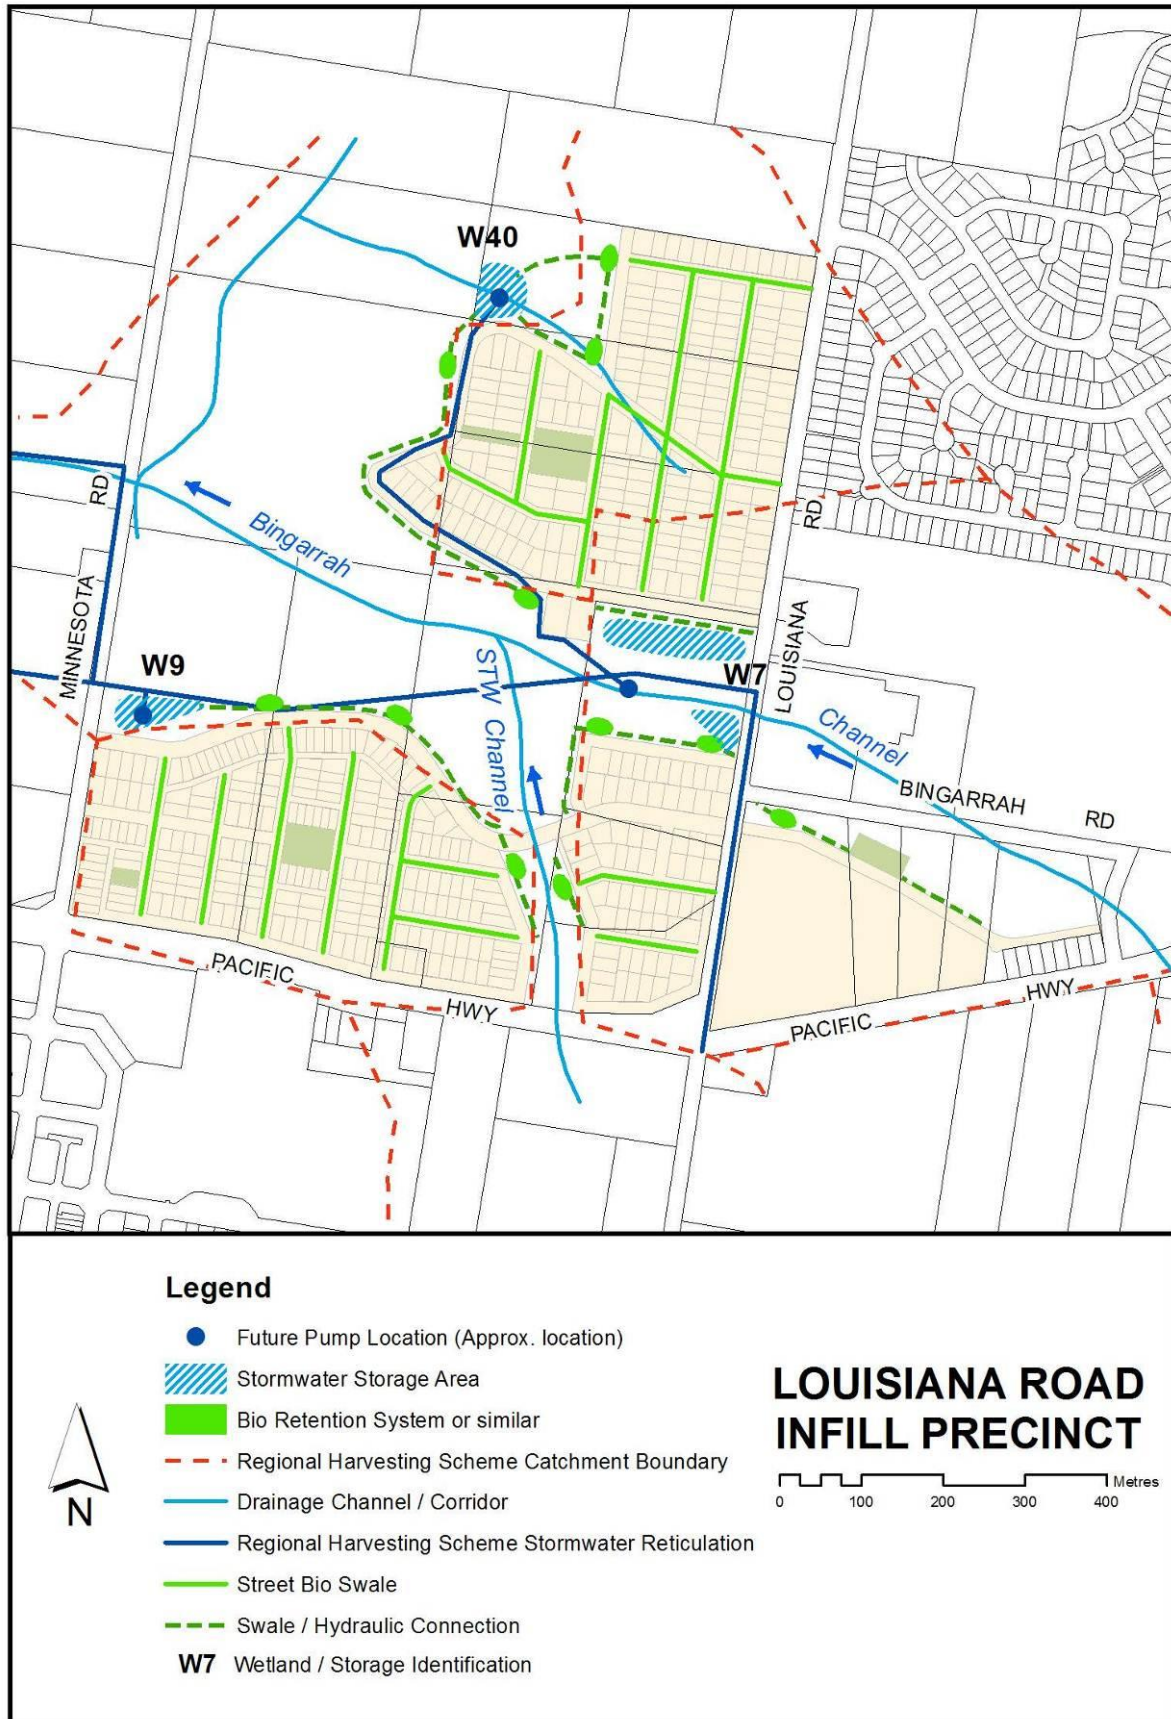 W40
RD
Bingarrah
RD
MINNESOTA
LOUISIANA
W9
STW Channel
W7
Channel
BINGARRAH RD
PACIFIC HWY
PACIFIC HWY
Legend
Future Pump Location (Approx. location)
Stormwater Storage Area
Bio Retention System or similar
Regional Harvesting Scheme Catchment Boundary
Drainage Channel / Corridor
Regional Harvesting Scheme Stormwater Reticulation
Street Bio Swale
Swale / Hydraulic Connection
W7 Wetland / Storage Identification
N
LOUISIANA ROAD
INFILL PRECINCT
Metres
0 100 200 300 400